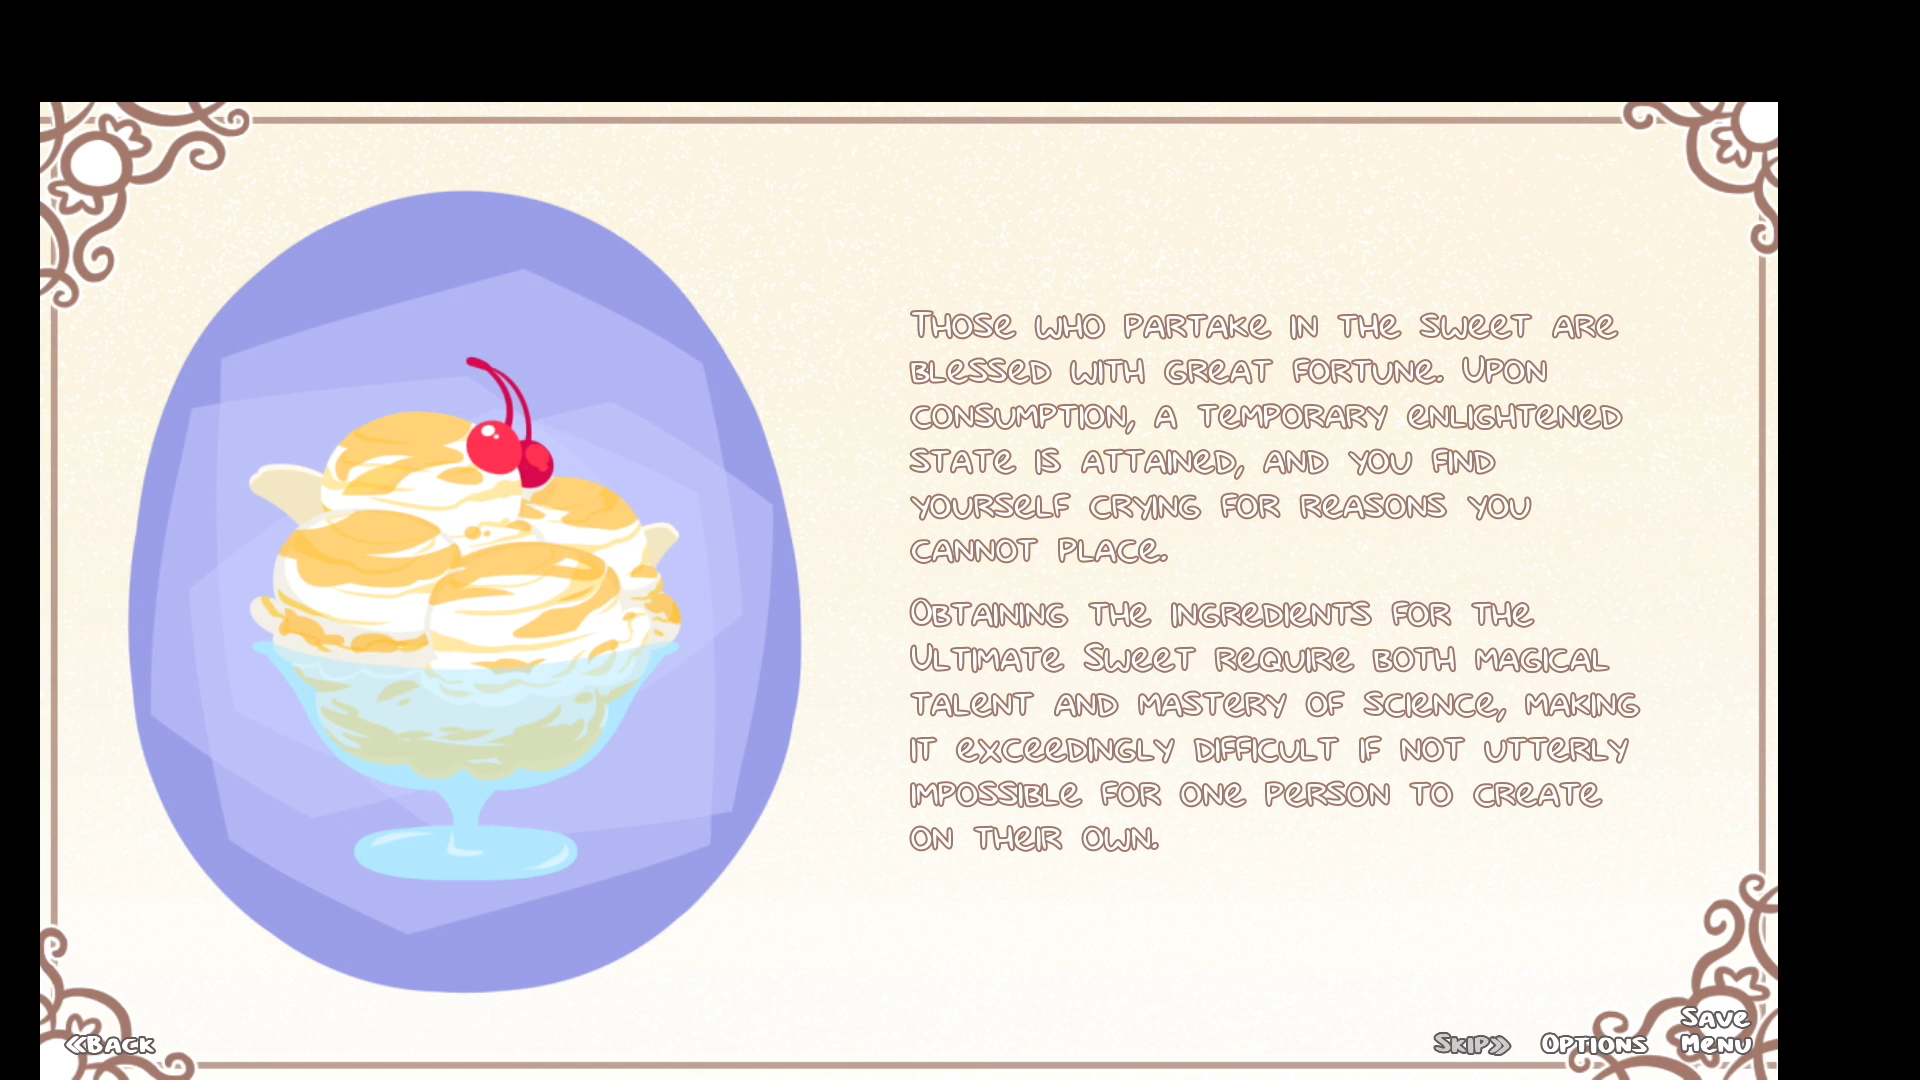 Those who partake in the sweet are
blessed with great fortune. Upon
consumption, a temporary enlightened
state is attained, and you find
yourself crying for reasons you
cannot place.
Obtaining the ingredients for the
Ultimate Sweet require both magical
talent and mastery of science, making
it exceedingly difficult if not utterly
impossible for one person to create
on their own.
«Back
Skip»
Options
Save
Menu